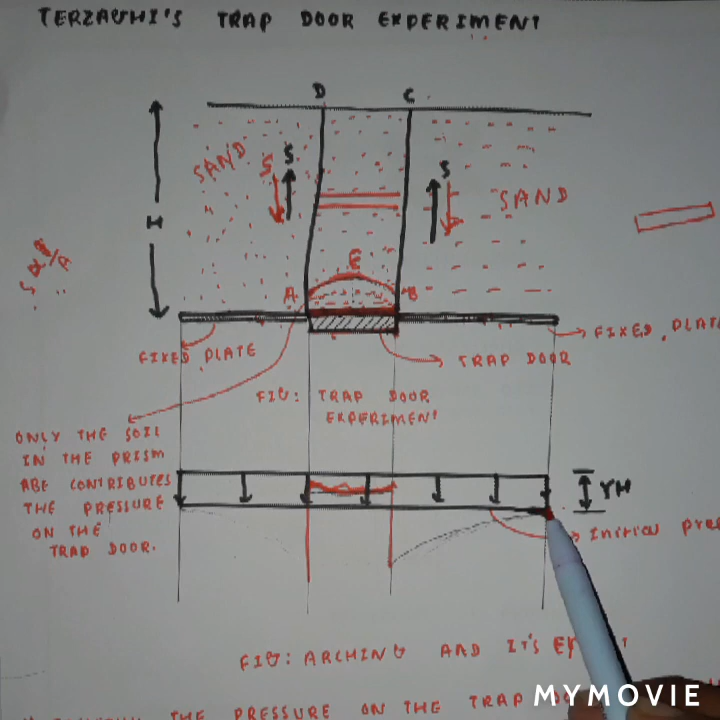 TERZAGHI'S TRAP DOOR EXPERIMENT
D C
SAND S S
S SAND
H
E
A B
FIXED PLATE
TRAP DOOR
FIXED PLATE
FIG: TRAP DOOR
EXPERIMENT
ONLY THE SOIL
IN THE PRISM
ABE CONTRIBUTES
THE PRESSURE
ON THE
TRAP DOOR.
γH
Initial
FIG: ARCHING AND IT'S
THE PRESSURE ON THE TRAP
MYMOVIE